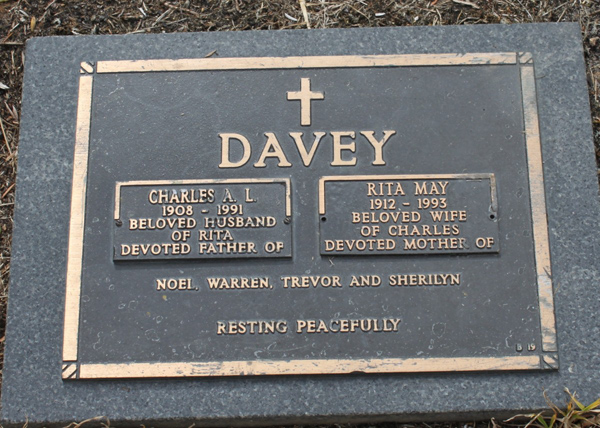 DAVEY
CHARLES A. L.
1908 - 1991
BELOVED HUSBAND
OF RITA
DEVOTED FATHER OF
RITA MAY
1912 - 1993
BELOVED WIFE
OF CHARLES
DEVOTED MOTHER OF
NOEL, WARREN, TREVOR AND SHERILYN
RESTING PEACEFULLY
B 19